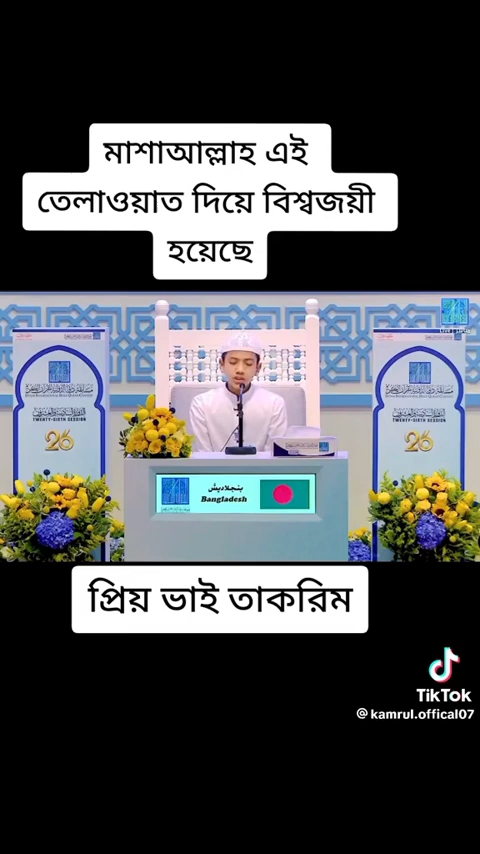 মাশাআল্লাহ এই
তেলাওয়াত দিয়ে বিশ্বজয়ী
হয়েছে
TWENTY-SIXTH SESSION
26
TWENTY-SIXTH SESSION
26
بنجلاديش
Bangladesh
প্রিয় ভাই তাকরিম
TikTok
@kamrul.offical07